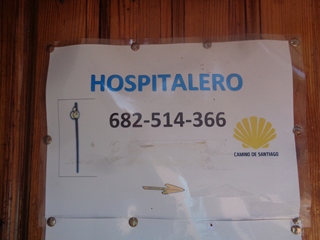 HOSPITALERO
682-514-366
CAMINO DE SANTIAGO